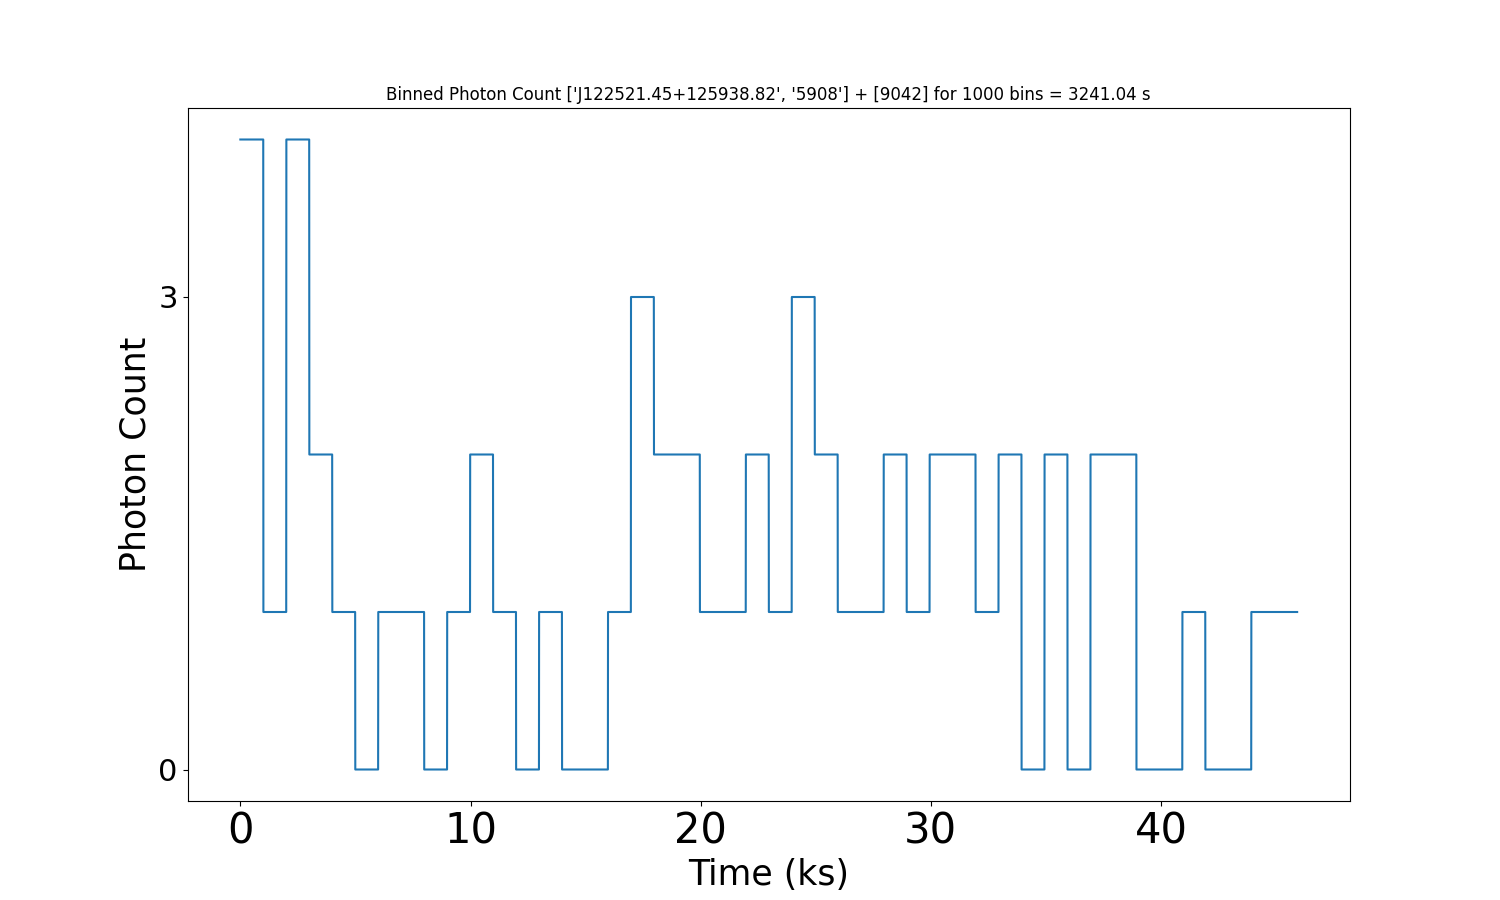 Binned Photon Count ['J122521.45+125938.82', '5908'] + [9042] for 1000 bins = 3241.04 s
3
Photon Count
0
0 10 20 30 40
Time (ks)